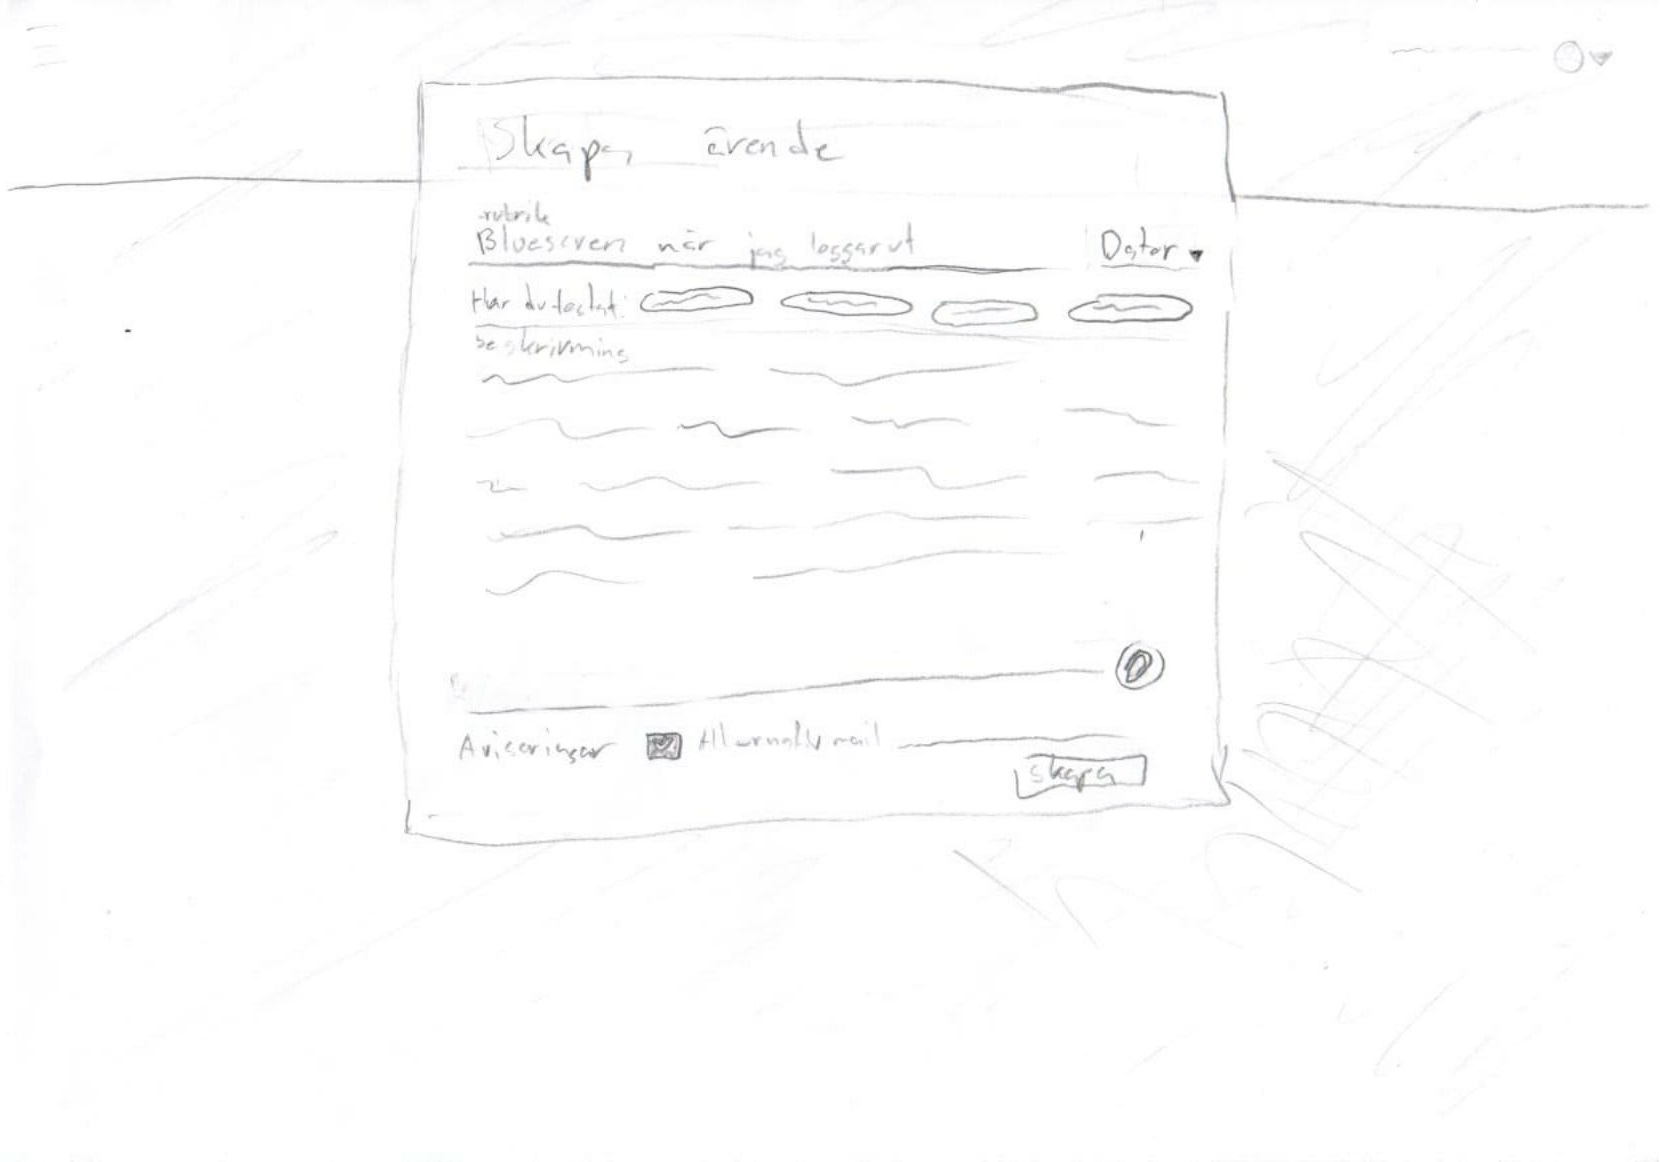 Skapa ärende
rubrik
Bluescreen när jag loggar ut
Dator
Har du testat:
beskrivning
Aviseringar
Alternativ mail
skapa